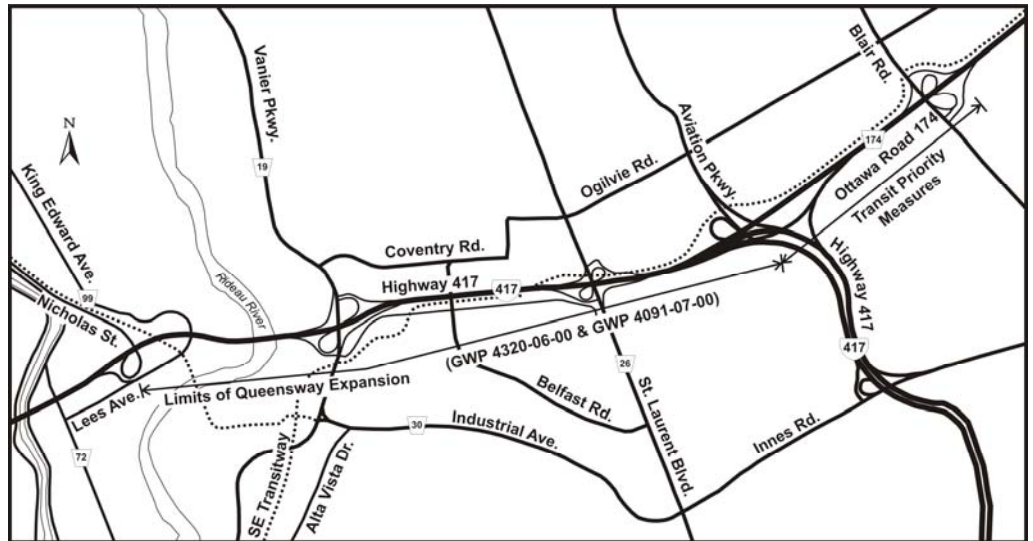 Vanier Pkwy.
19
N
King Edward Ave.
99
Nicholas St.
Rideau River
Coventry Rd.
Highway 417
417
Ogilvie Rd.
Aviation Pkwy.
Blair Rd.
174
Ottawa Road 174
Transit Priority
Measures
Highway 417
417
(GWP 4320-06-00 & GWP 4091-07-00)
Limits of Queensway Expansion
Lees Ave.
72
SE Transitway
Alta Vista Dr.
30
Industrial Ave.
Belfast Rd.
26
St. Laurent Blvd.
Innes Rd.